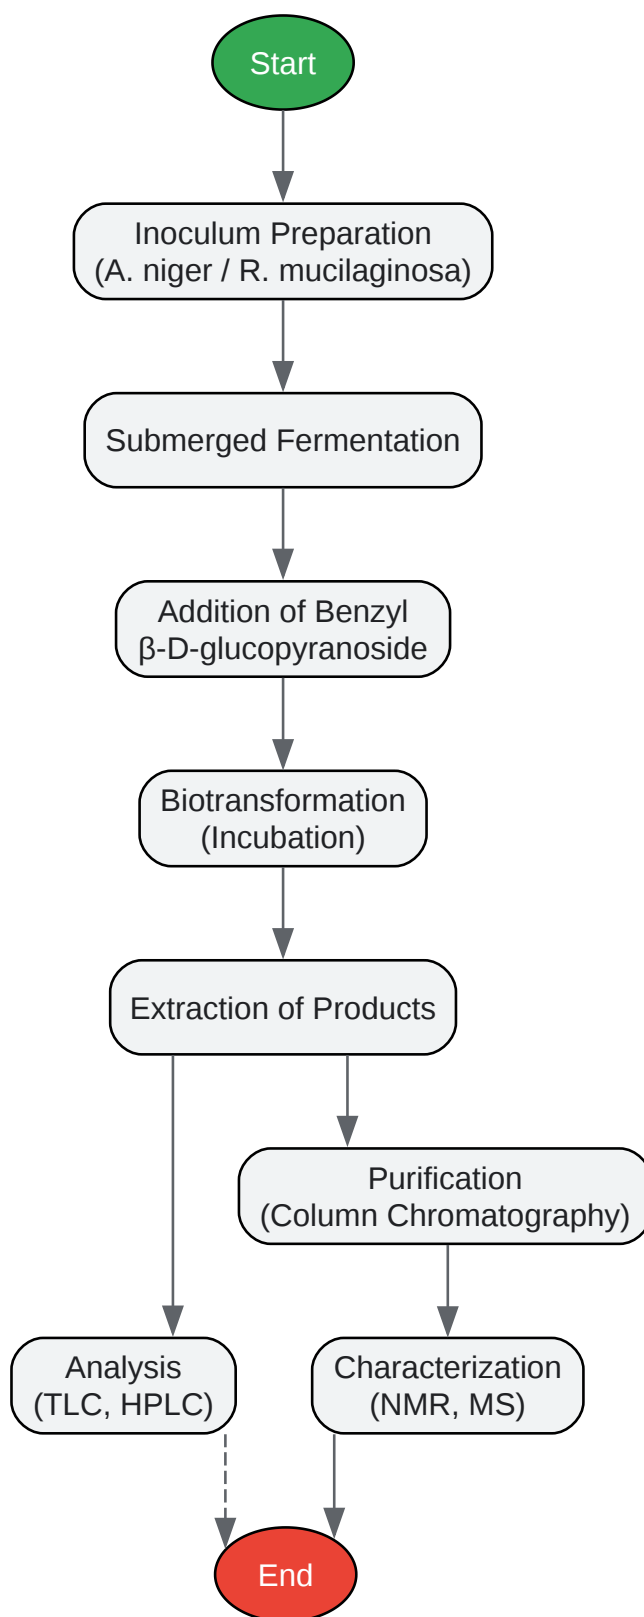 Start
Inoculum Preparation
(A. niger / R. mucilaginosa)
Submerged Fermentation
Addition of Benzyl
β-D-glucopyranoside
Biotransformation
(Incubation)
Extraction of Products
Purification
(Column Chromatography)
Analysis
(TLC, HPLC)
Characterization
(NMR, MS)
End